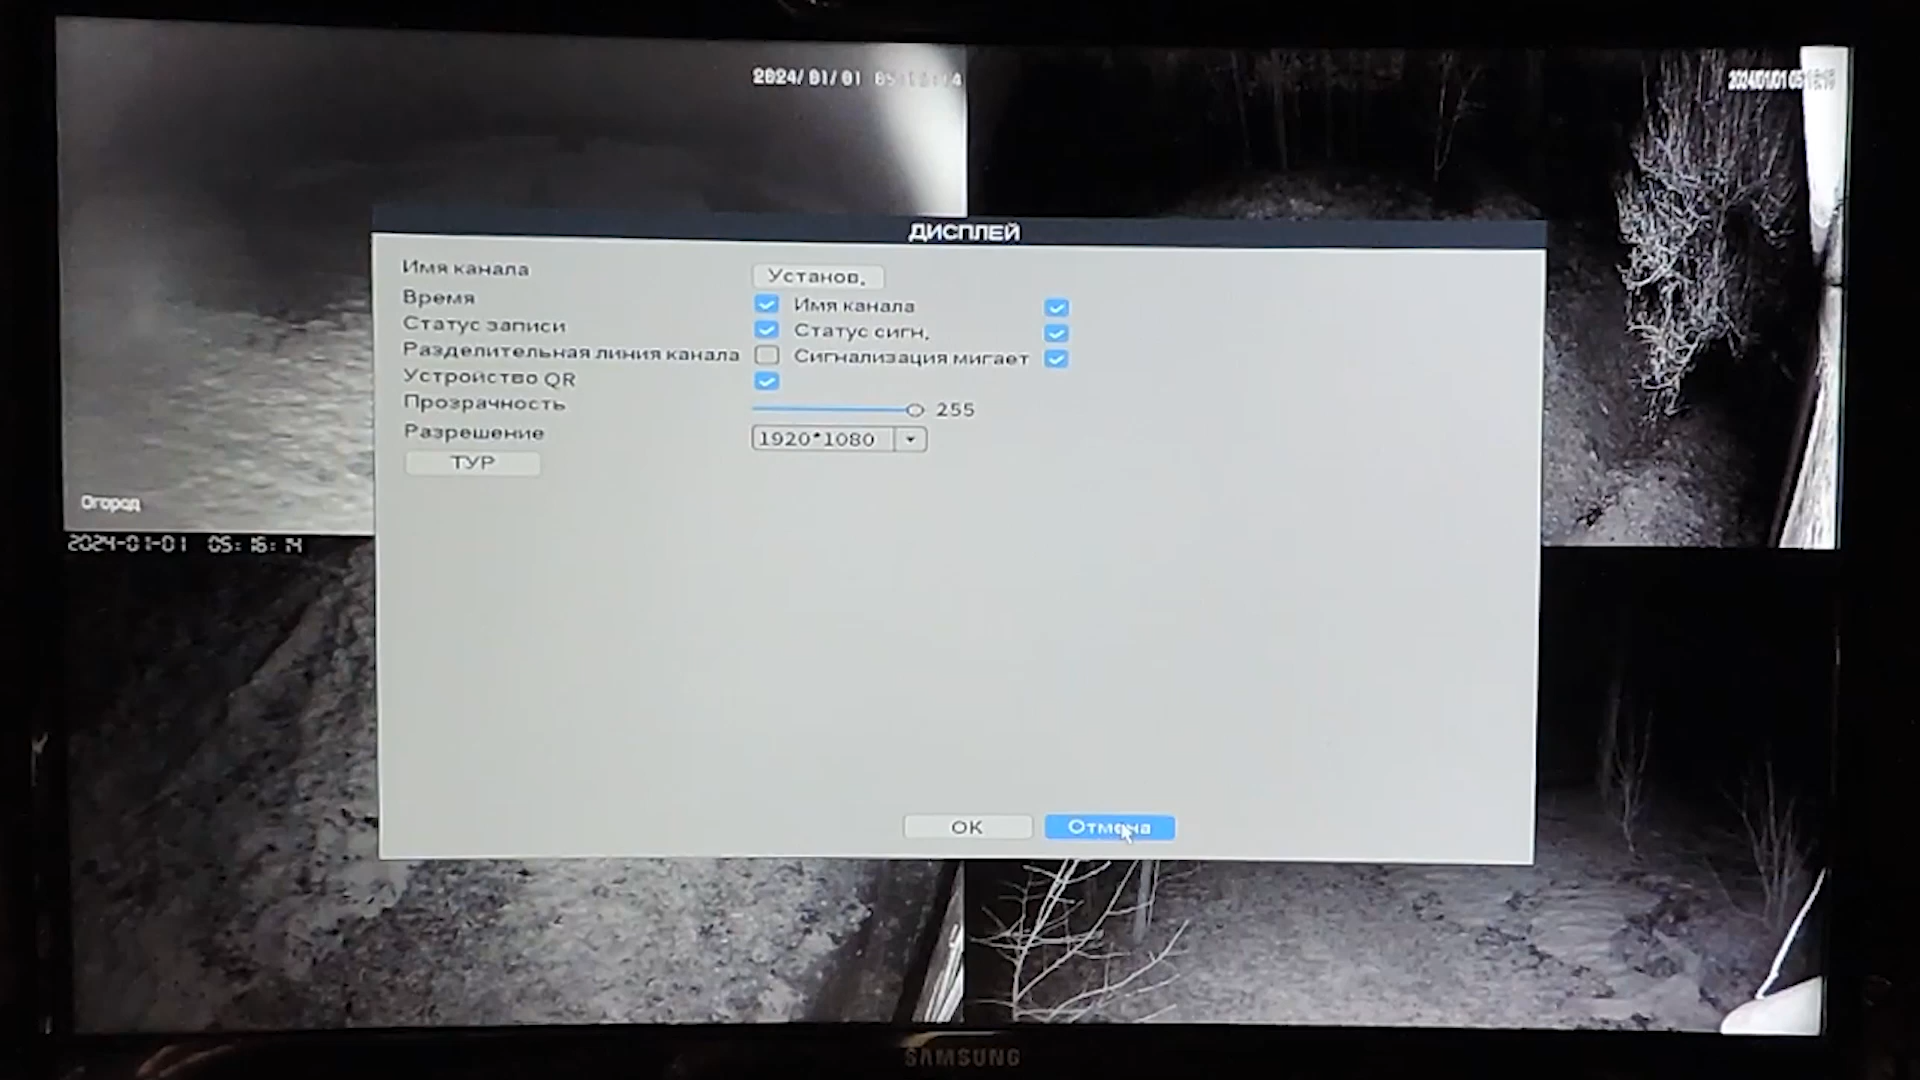 2024/01/01
ДИСПЛЕЙ
Имя канала Установ.
Время Имя канала
Статус записи Статус сигн.
Разделительная линия канала Сигнализация мигает
Устройство QR
Прозрачность 255
Разрешение 1920*1080
ТУР
Огород
2024-01-01 05:16:14
OK Отмена
SAMSUNG